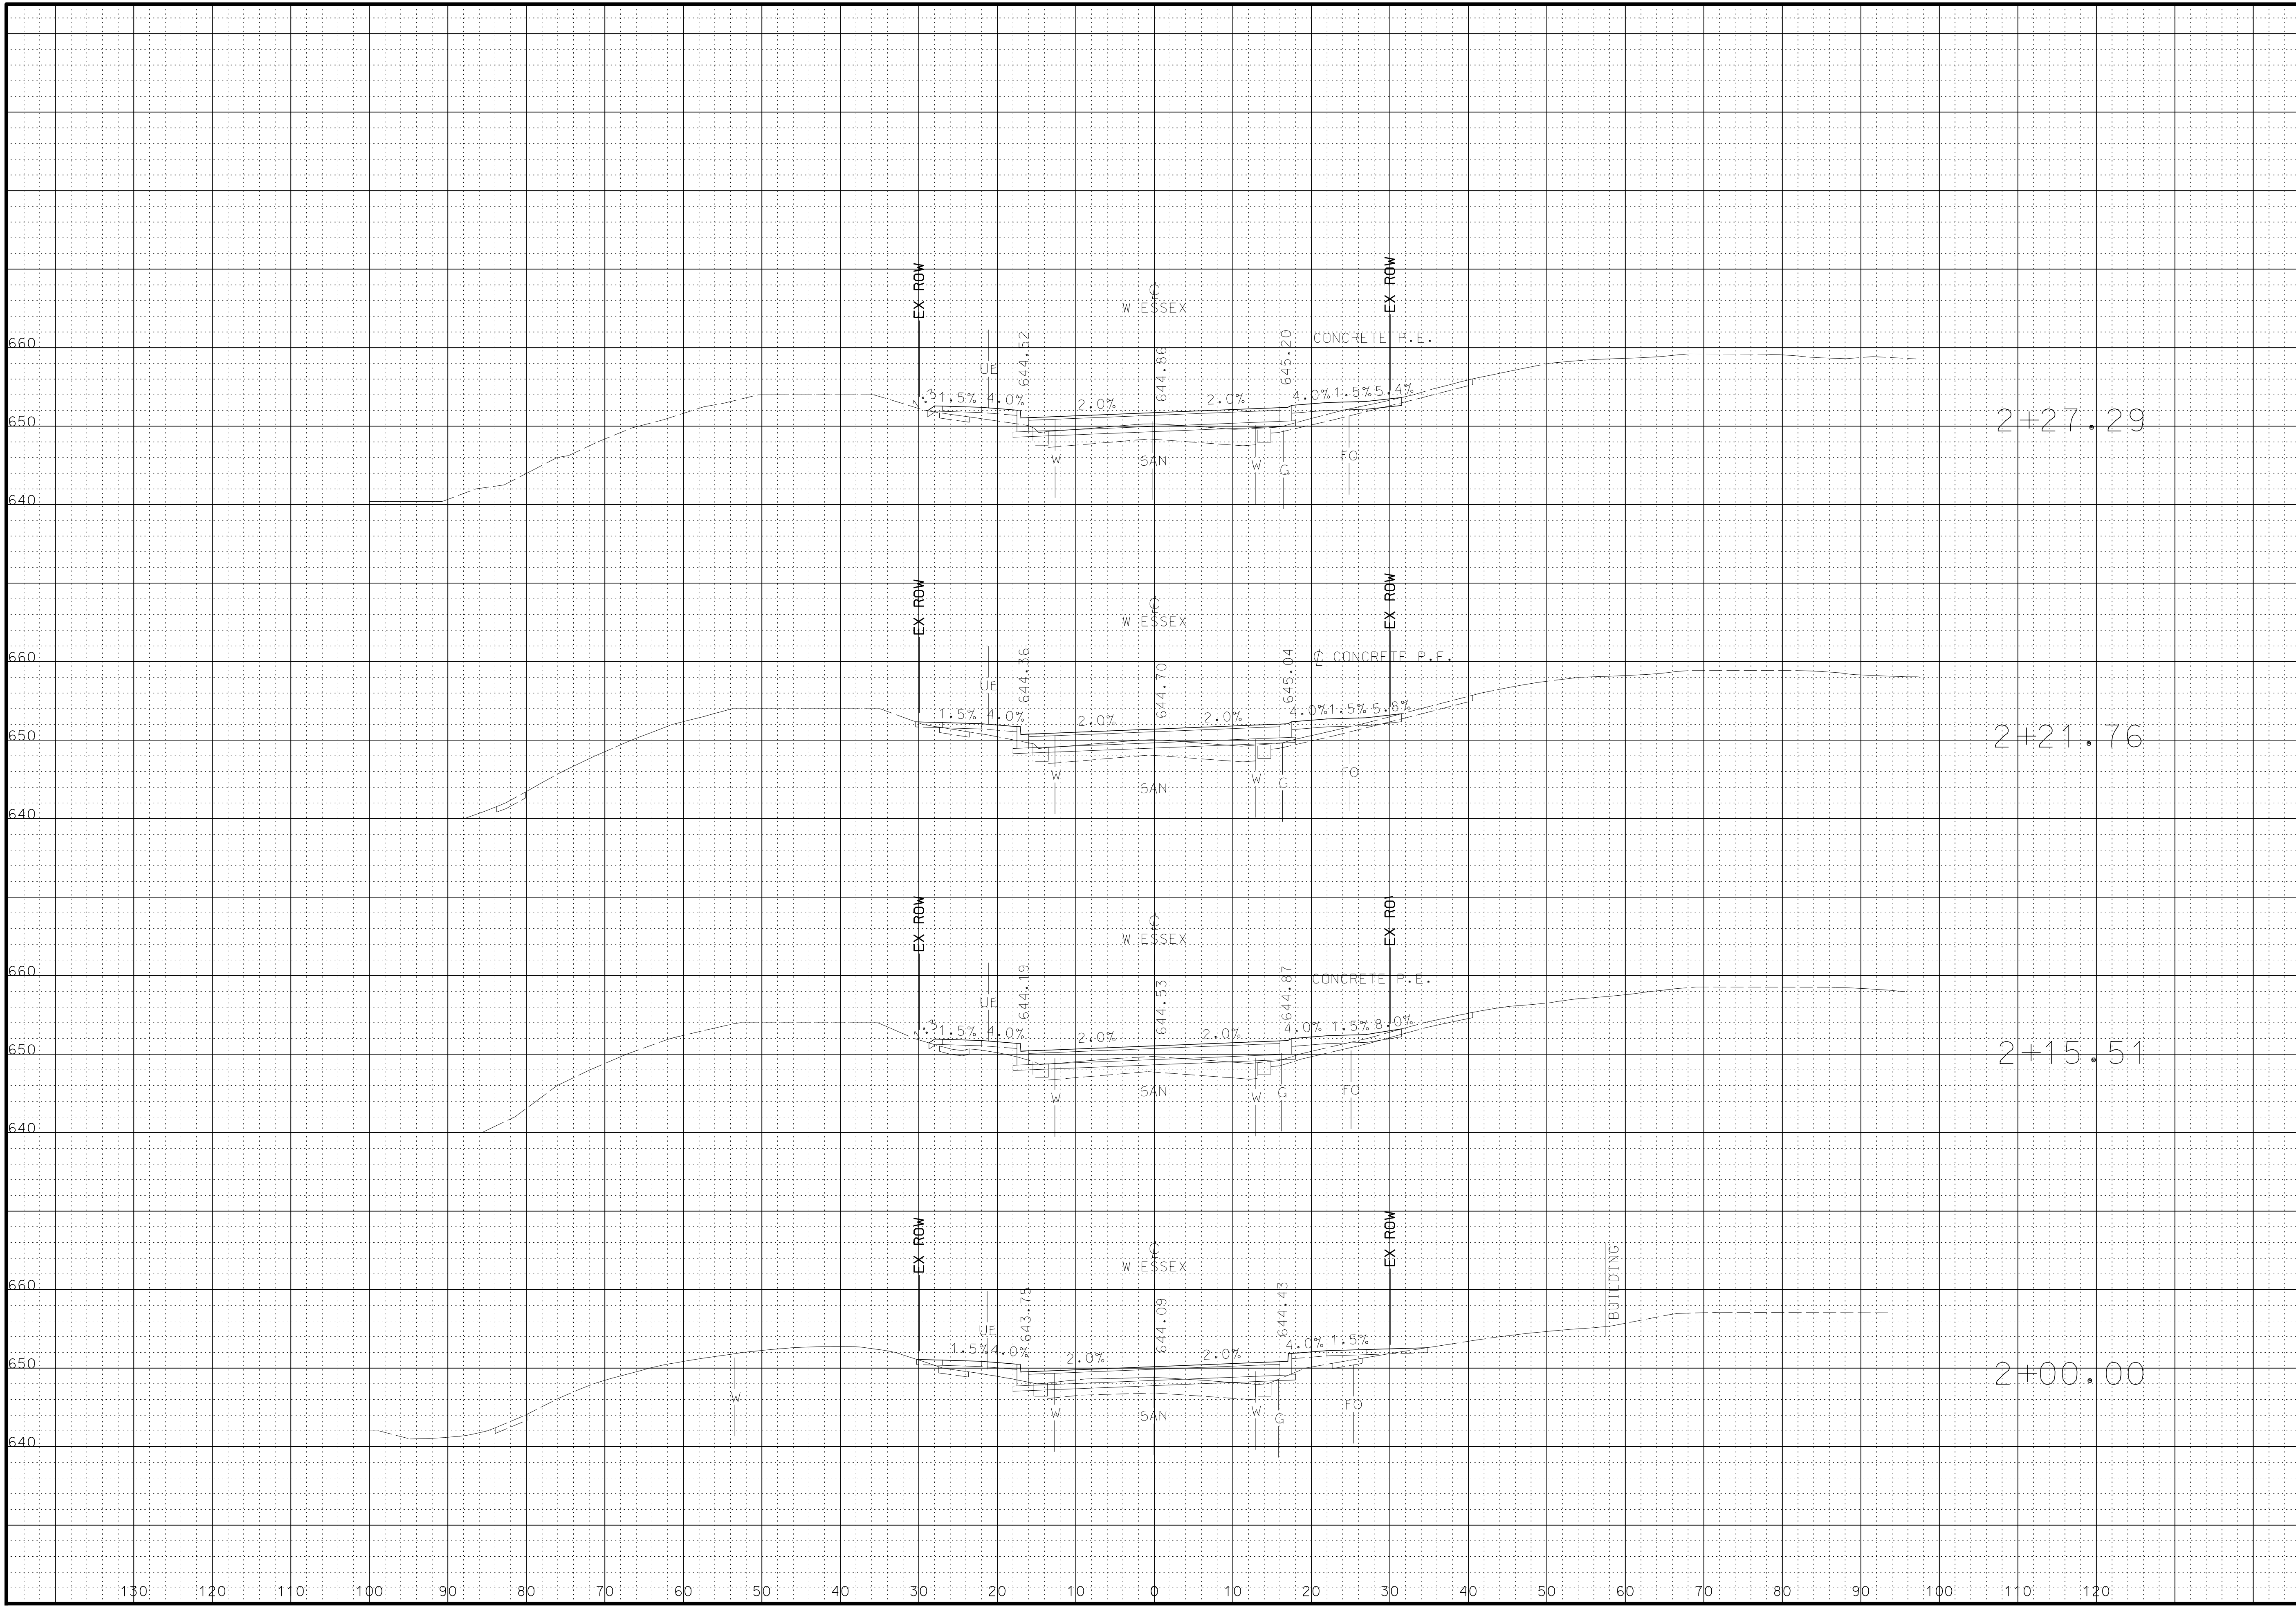 EX ROW
EX ROW
℄
W ESSEX
644.52
644.86
645.20
CONCRETE P.E.
660
UE
1.5%
4.0%
2.0%
2.0%
4.0%
1.5%
5.4%
650
2+27.29
W
SAN
W
G
FO
640
EX ROW
EX ROW
℄
W ESSEX
644.36
644.70
645.04
℄ CONCRETE P.E.
660
UE
1.5%
4.0%
2.0%
2.0%
4.0%
1.5%
5.8%
650
2+21.76
W
SAN
W
G
FO
640
EX ROW
EX RO
℄
W ESSEX
644.19
644.53
644.87
CONCRETE P.E.
660
UE
1.5%
4.0%
2.0%
2.0%
4.0%
1.5%
8.0%
650
2+15.51
W
SAN
W
G
FO
640
EX ROW
EX ROW
℄
W ESSEX
BUILDING
643.75
644.09
644.43
660
UE
1.5%
4.0%
2.0%
2.0%
4.0%
1.5%
650
2+00.00
W
W
SAN
W
G
FO
640
130 120 110 100 90 80 70 60 50 40 30 20 10 0 10 20 30 40 50 60 70 80 90 100 110 120